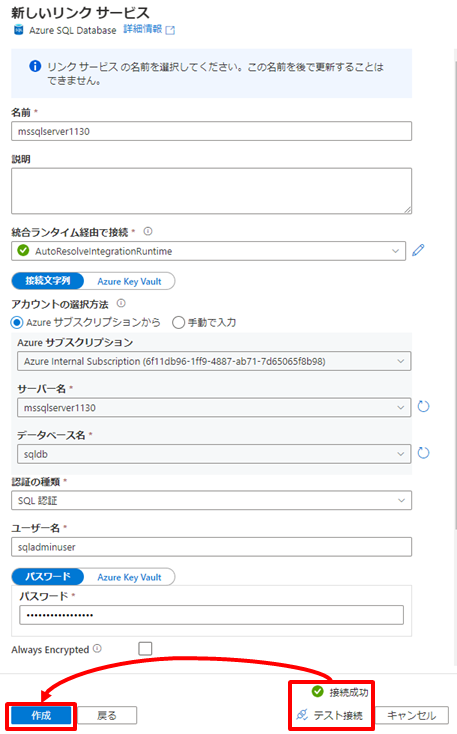 新しいリンク サービス
Azure SQL Database 詳細情報
リンク サービス の名前を選択してください。この名前を後で更新することは
できません。
名前 *
mssqlserver1130
説明
統合ランタイム経由で接続 *
AutoResolveIntegrationRuntime
接続文字列 Azure Key Vault
アカウントの選択方法
Azure サブスクリプションから 手動で入力
Azure サブスクリプション
Azure Internal Subscription (6f11db96-1ff9-4887-ab71-7d65065f8b98)
サーバー名 *
mssqlserver1130
データベース名 *
sqldb
認証の種類 *
SQL 認証
ユーザー名 *
sqladminuser
パスワード Azure Key Vault
パスワード *
•••••••••••••••••
Always Encrypted
接続成功
作成 戻る テスト接続 キャンセル